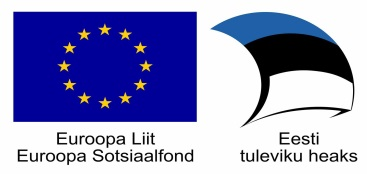 Euroopa Liit
Euroopa Sotsiaalfond
Eesti
tuleviku heaks